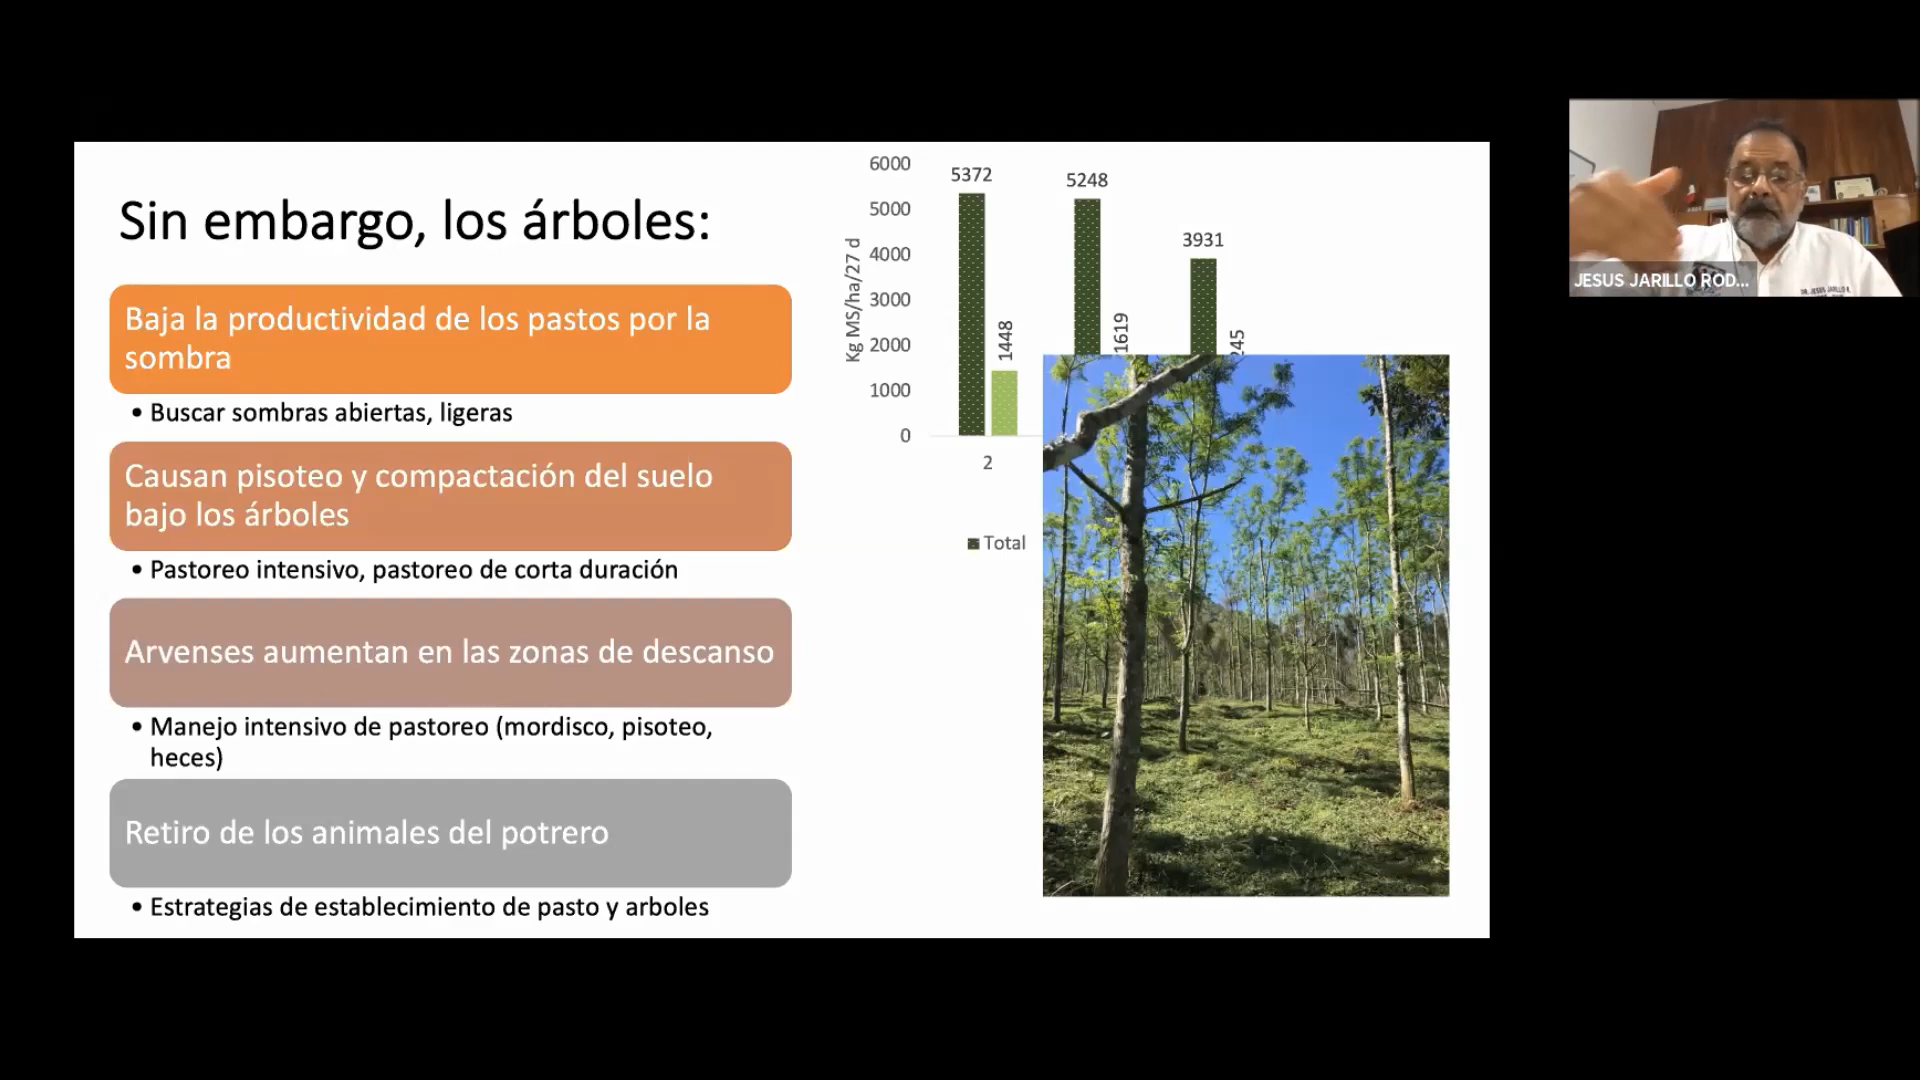 Sin embargo, los árboles:
Baja la productividad de los pastos por la
sombra
• Buscar sombras abiertas, ligeras
Causan pisoteo y compactación del suelo
bajo los árboles
• Pastoreo intensivo, pastoreo de corta duración
Arvenses aumentan en las zonas de descanso
• Manejo intensivo de pastoreo (mordisco, pisoteo,
heces)
Retiro de los animales del potrero
• Estrategias de establecimiento de pasto y arboles
Kg MS/ha/27 d
6000
5000
4000
3000
2000
1000
0
5372
1448
5248
1619
3931
245
2
Total
JESUS JARILLO ROD...